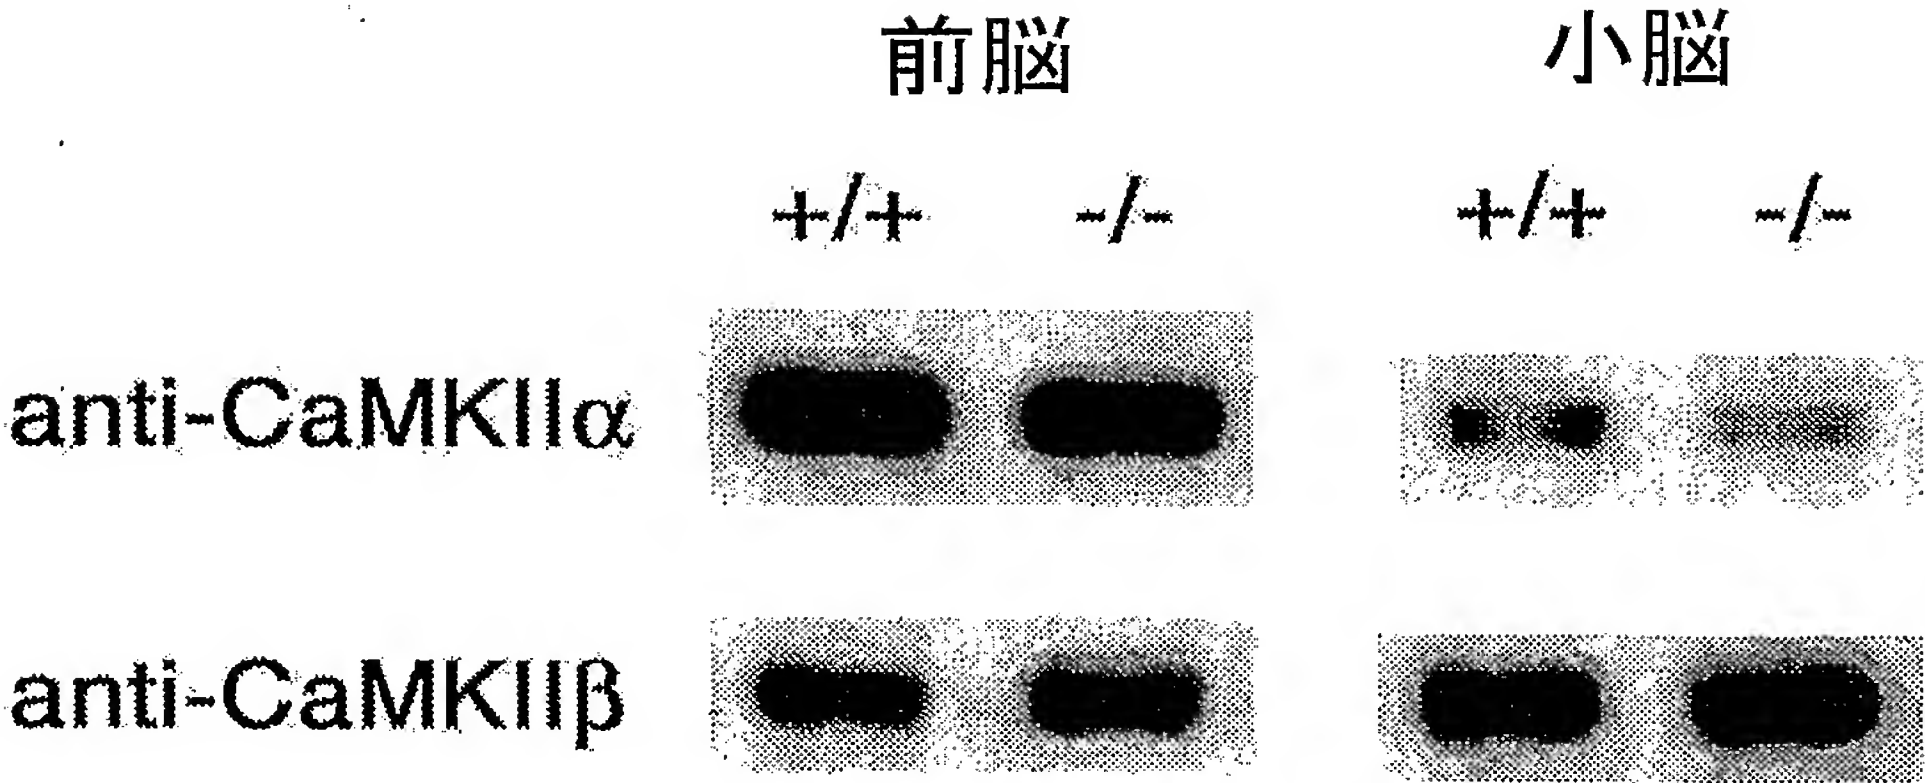 前脳 小脳
+/+ -/- +/+ -/-
anti-CaMKIIα
anti-CaMKIIβ